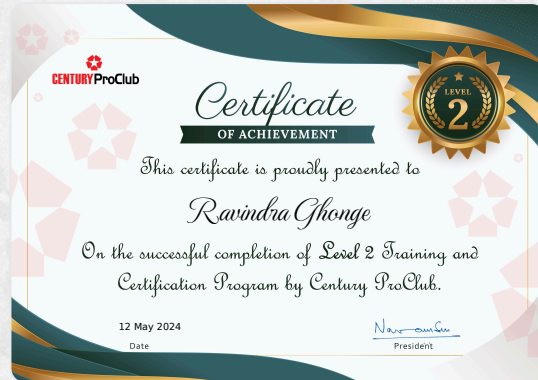 CENTURY ProClub
Certificate
OF ACHIEVEMENT
LEVEL
2
This certificate is proudly presented to
Ravindra Ghonge
On the successful completion of Level 2 Training and
Certification Program by Century ProClub.
12 May 2024
Date
President